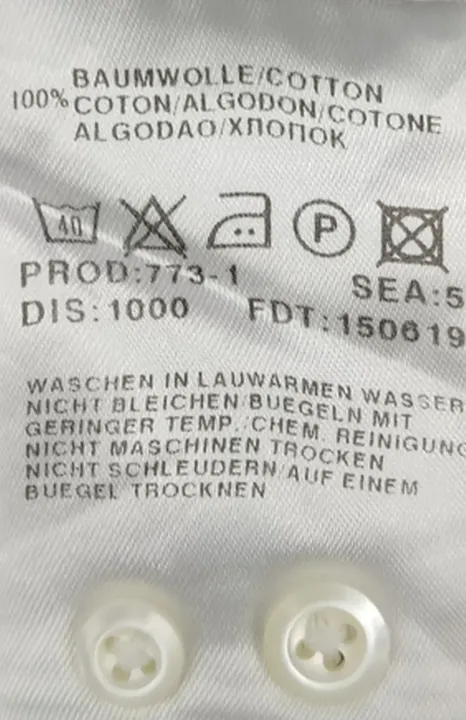 BAUMWOLLE/COTTON
100% COTON/ALGODON/COTONE
ALGODAO/ХЛОПОК
40 P
PROD:773-1 SEA:5
DIS:1000 FDT:150619
WASCHEN IN LAUWARMEN WASSER
NICHT BLEICHEN/BUEGELN MIT
GERINGER TEMP./CHEM. REINIGUNG
NICHT MASCHINEN TROCKEN
NICHT SCHLEUDERN/AUF EINEM
BUEGEL TROCKNEN